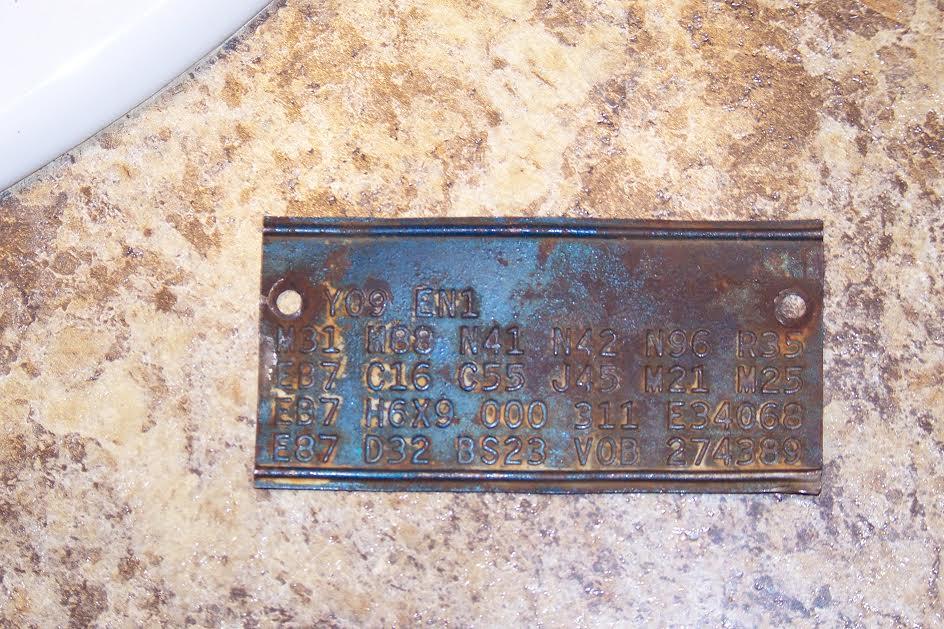 Y09 EN1
M31 M88 N41 N42 N96 R35
EB7 C16 C55 J45 M21 M25
EB7 H6X9 000 311 E34068
E87 D32 BS23 V0B 274389